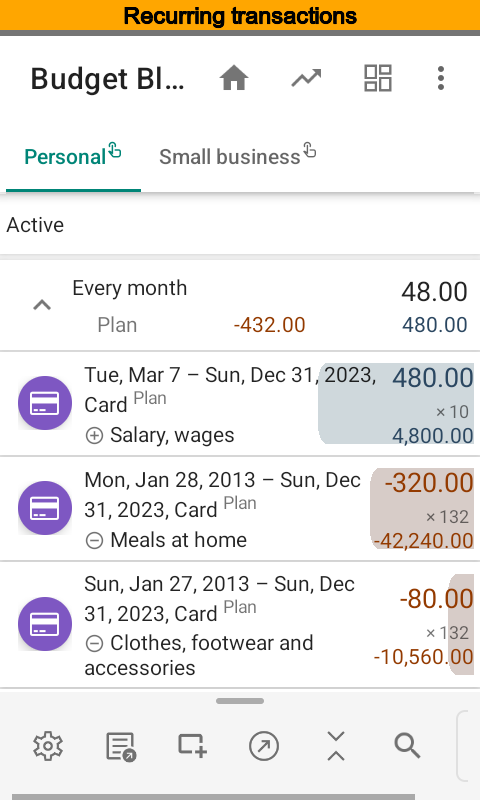 Recurring transactions
Budget Bl...
Personal
Small business
Active
Every month 48.00
Plan -432.00 480.00
Tue, Mar 7 – Sun, Dec 31, 2023, 480.00
Card Plan × 10
Salary, wages 4,800.00
Mon, Jan 28, 2013 – Sun, Dec -320.00
31, 2023, Card Plan × 132
Meals at home -42,240.00
Sun, Jan 27, 2013 – Sun, Dec -80.00
31, 2023, Card Plan × 132
Clothes, footwear and -10,560.00
accessories